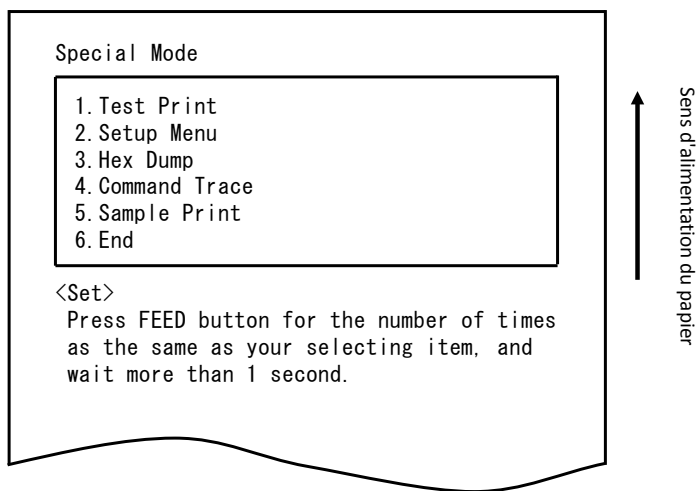 Special Mode
1. Test Print
2. Setup Menu
3. Hex Dump
4. Command Trace
5. Sample Print
6. End
<Set>
Press FEED button for the number of times
as the same as your selecting item, and
wait more than 1 second.
Sens d'alimentation du papier